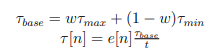 τ_base = wτ_max + (1 − w)τ_min
τ[n] = e[n]^(τ_base / t)